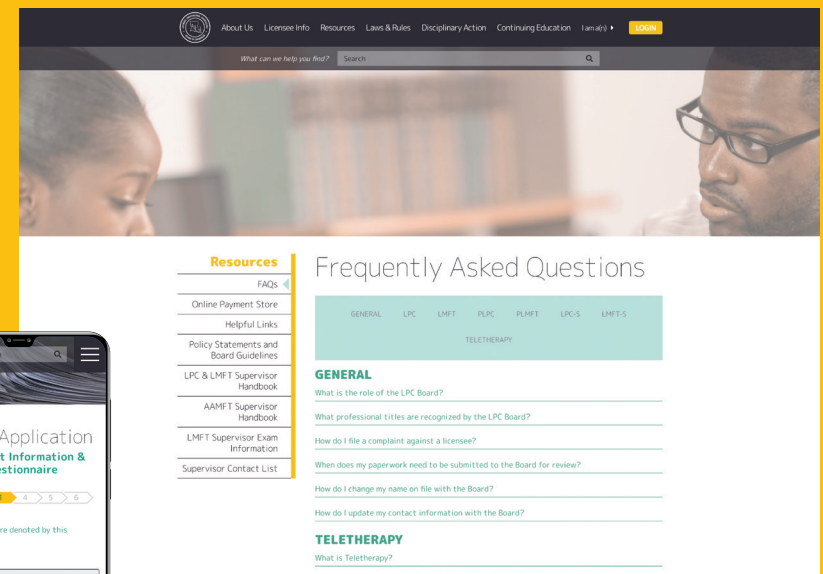 About Us Licensee Info Resources Laws & Rules Disciplinary Action Continuing Education I am a(n) LOGIN
What can we help you find? Search
Resources
FAQs
Online Payment Store
Helpful Links
Policy Statements and
Board Guidelines
LPC & LMFT Supervisor
Handbook
AAMFT Supervisor
Handbook
LMFT Supervisor Exam
Information
Supervisor Contact List
Frequently Asked Questions
GENERAL LPC LMFT PLPC PLMFT LPC-S LMFT-S
TELETHERAPY
GENERAL
What is the role of the LPC Board?
What professional titles are recognized by the LPC Board?
How do I file a complaint against a licensee?
When does my paperwork need to be submitted to the Board for review?
How do I change my name on file with the Board?
How do I update my contact information with the Board?
TELETHERAPY
What is Teletherapy?
Application
t Information &
estionnaire
4 5 6
re denoted by this